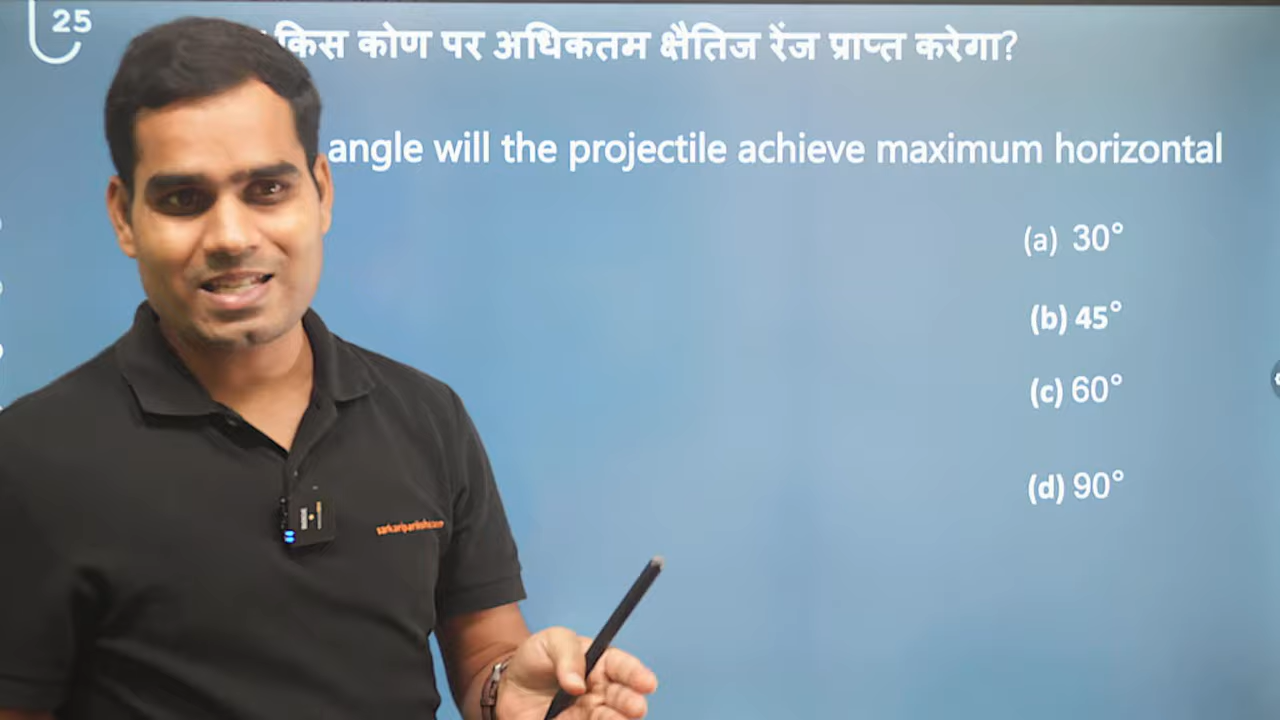 25
किस कोण पर अधिकतम क्षैतिज रेंज प्राप्त करेगा?
angle will the projectile achieve maximum horizontal
(a) 30°
(b) 45°
(c) 60°
(d) 90°